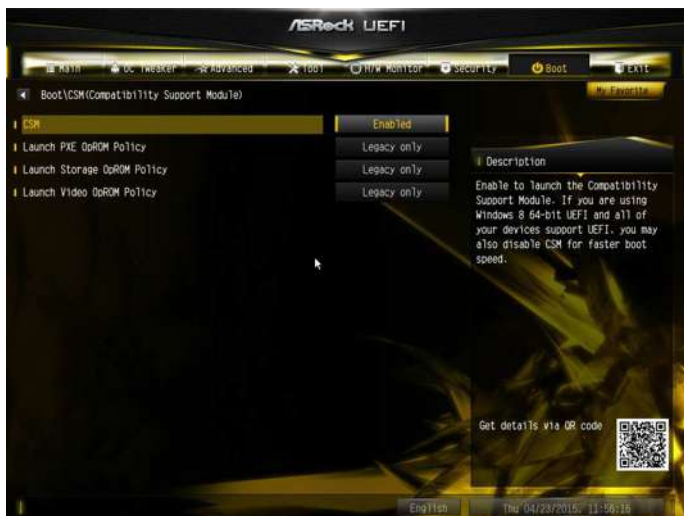 ASRock UEFI
Main OC Tweaker Advanced Tool H/W Monitor Security Boot Exit
Boot\CSM(Compatibility Support Module)
My Favorite
CSM Enabled
Launch PXE OpROM Policy Legacy only
Launch Storage OpROM Policy Legacy only
Launch Video OpROM Policy Legacy only
Description
Enable to launch the Compatibility
Support Module. If you are using
Windows 8 64-bit UEFI and all of
your devices support UEFI. you may
also disable CSM for faster boot
speed.
Get details via QR code
English Thu 04/23/2015. 11:56:16